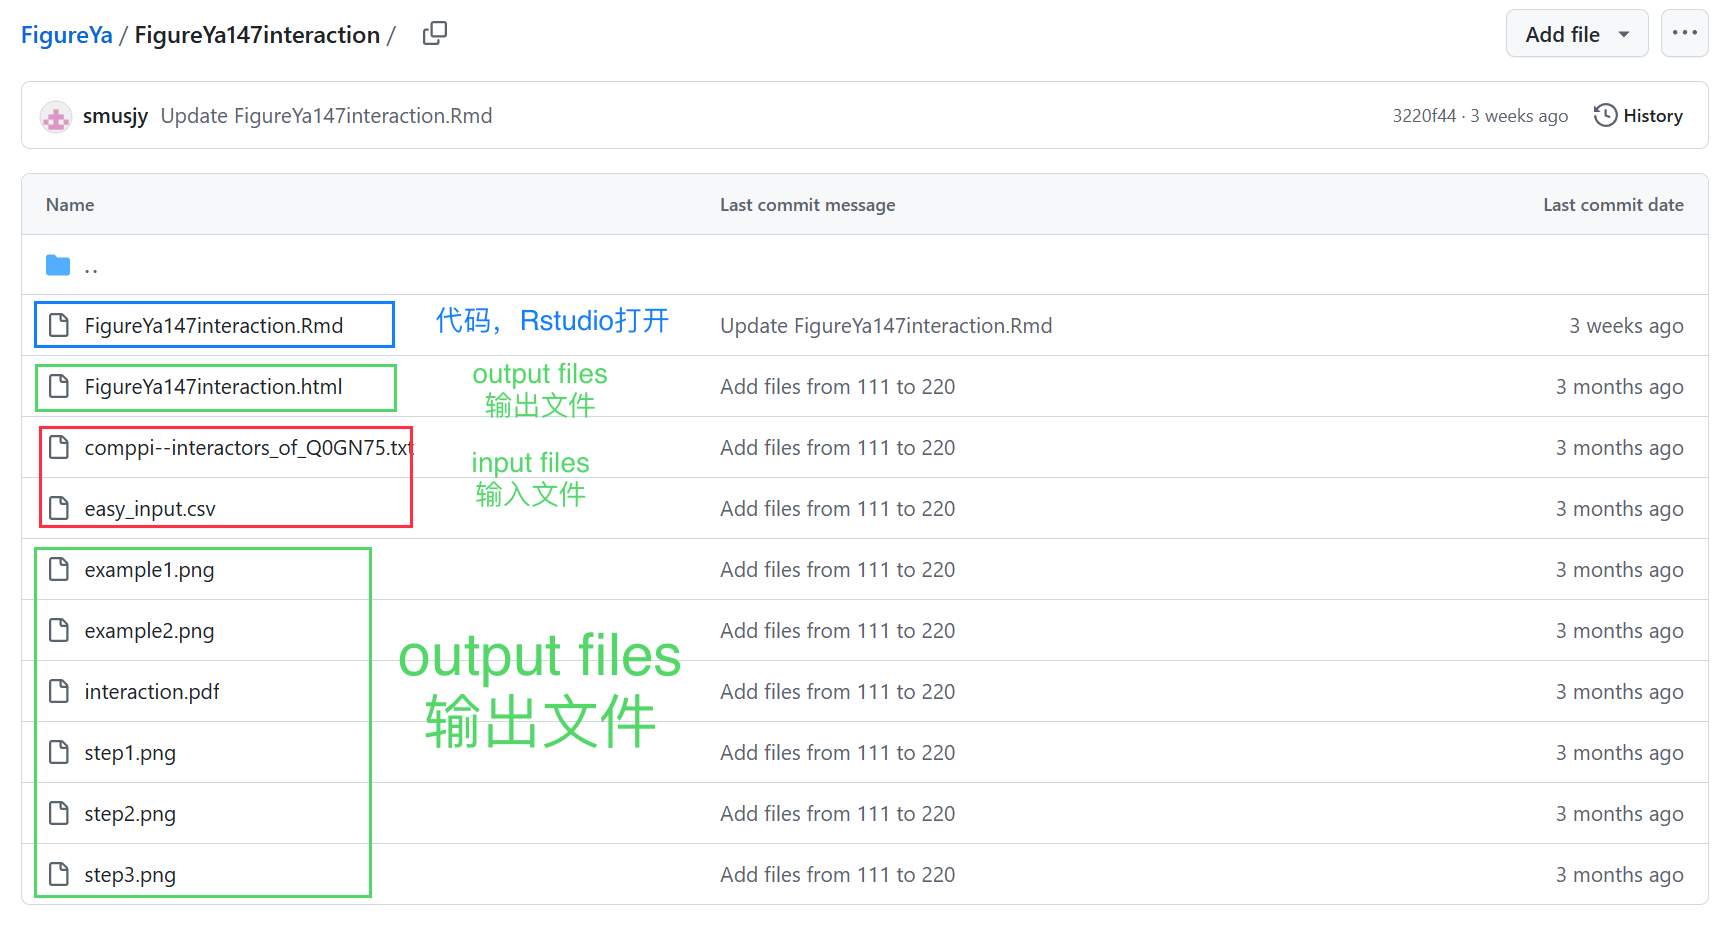 FigureYa / FigureYa147interaction /
Add file
smusjy Update FigureYa147interaction.Rmd
3220f44 · 3 weeks ago
History
Name Last commit message Last commit date
..
FigureYa147interaction.Rmd 代码，Rstudio打开 Update FigureYa147interaction.Rmd 3 weeks ago
FigureYa147interaction.html Add files from 111 to 220 3 months ago
output files
输出文件
comppi--interactors_of_Q0GN75.txt Add files from 111 to 220 3 months ago
input files
输入文件
easy_input.csv Add files from 111 to 220 3 months ago
example1.png Add files from 111 to 220 3 months ago
example2.png Add files from 111 to 220 3 months ago
output files
输出文件
interaction.pdf Add files from 111 to 220 3 months ago
step1.png Add files from 111 to 220 3 months ago
step2.png Add files from 111 to 220 3 months ago
step3.png Add files from 111 to 220 3 months ago